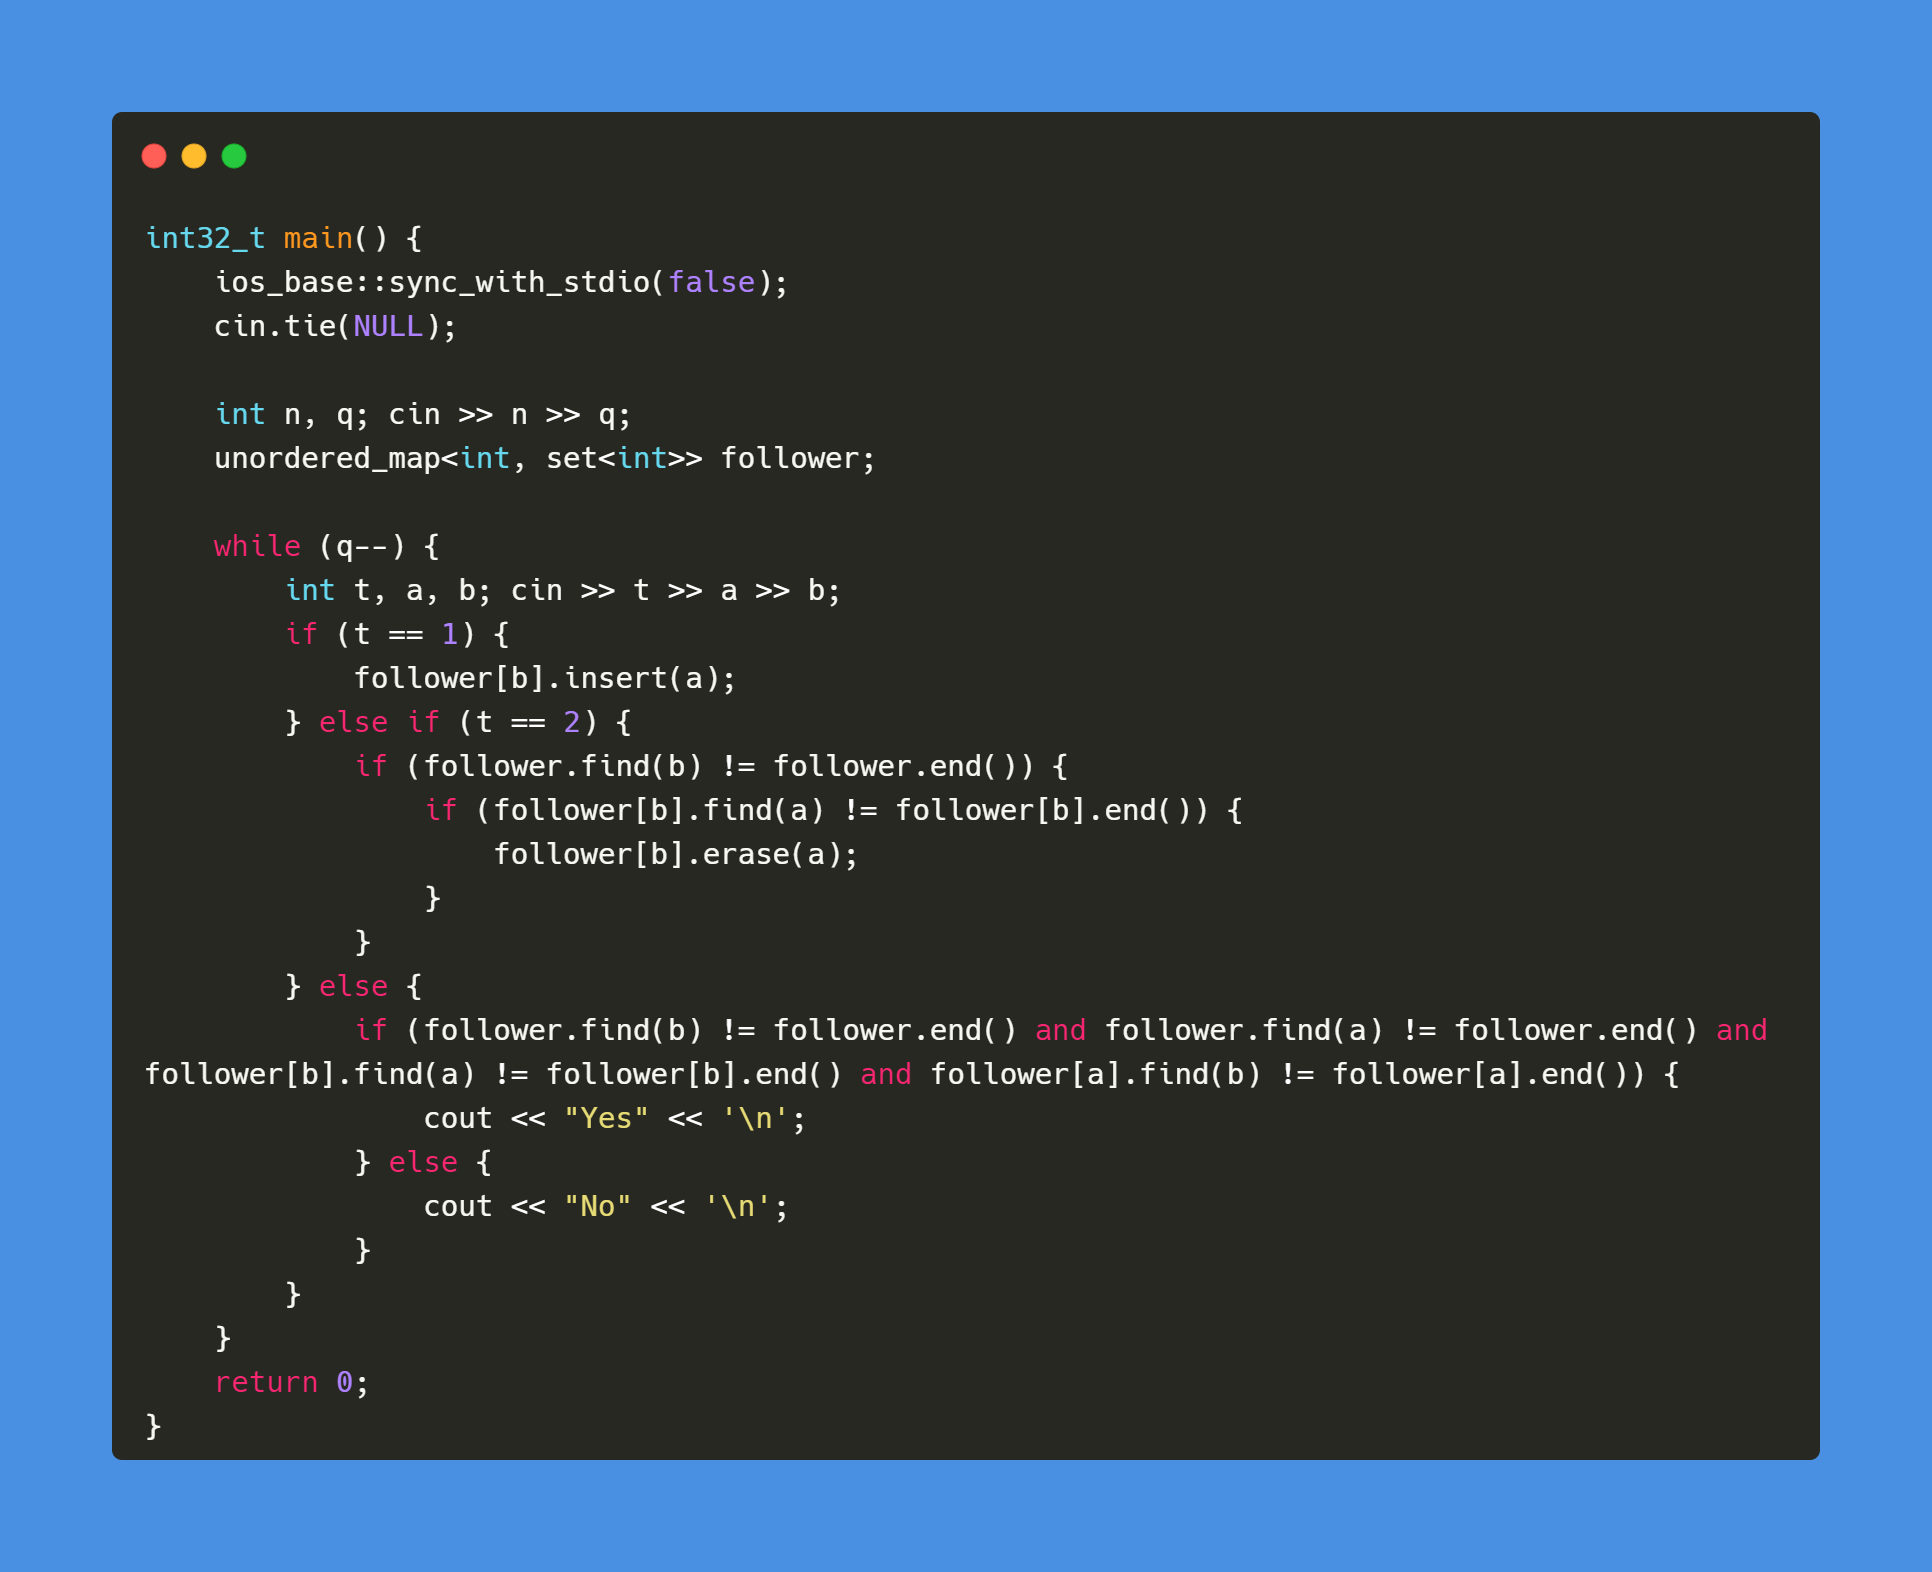 int32_t main() {
    ios_base::sync_with_stdio(false);
    cin.tie(NULL);

    int n, q; cin >> n >> q;
    unordered_map<int, set<int>> follower;

    while (q--) {
        int t, a, b; cin >> t >> a >> b;
        if (t == 1) {
            follower[b].insert(a);
        } else if (t == 2) {
            if (follower.find(b) != follower.end()) {
                if (follower[b].find(a) != follower[b].end()) {
                    follower[b].erase(a);
                }
            }
        } else {
            if (follower.find(b) != follower.end() and follower.find(a) != follower.end() and
follower[b].find(a) != follower[b].end() and follower[a].find(b) != follower[a].end()) {
                cout << "Yes" << '\n';
            } else {
                cout << "No" << '\n';
            }
        }
    }
    return 0;
}